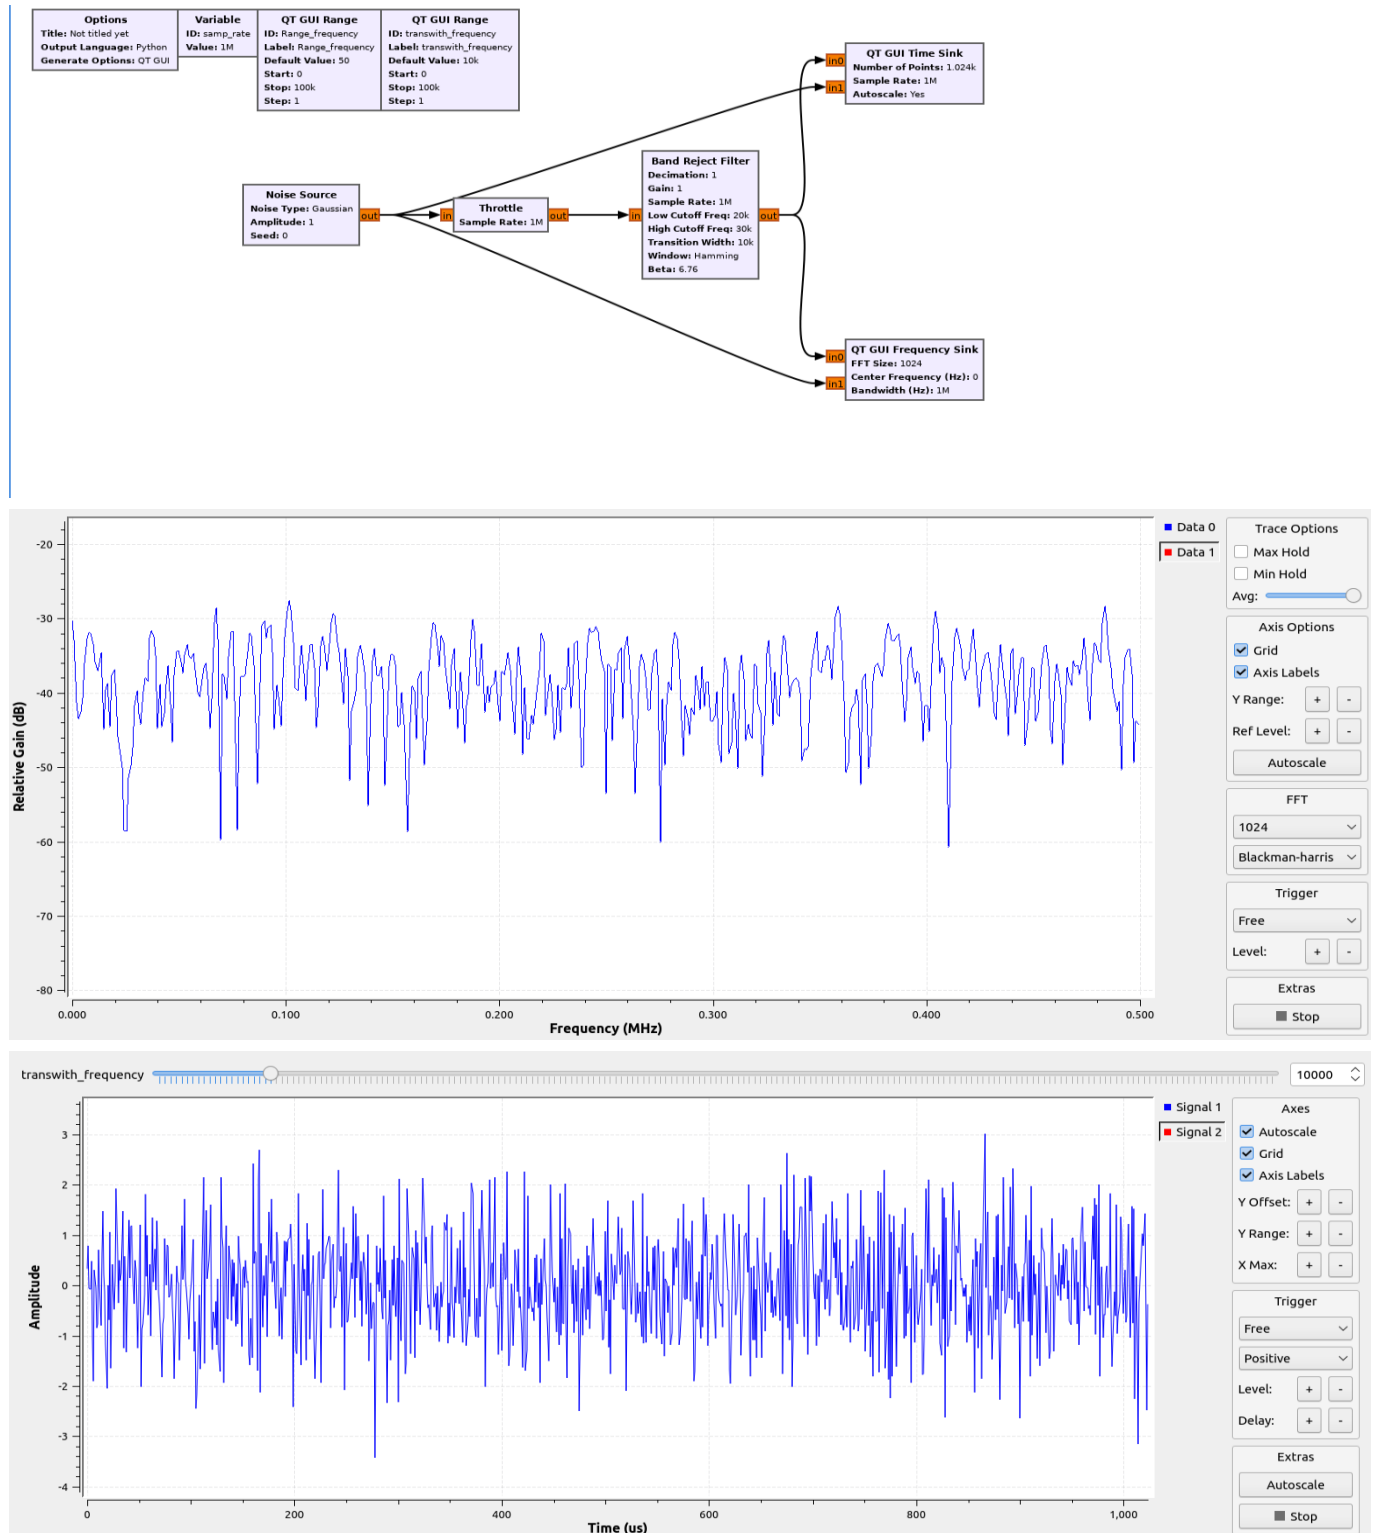 Options
Title: Not titled yet
Output Language: Python
Generate Options: QT GUI
Variable
ID: samp_rate
Value: 1M
QT GUI Range
ID: Range_frequency
Label: Range_frequency
Default Value: 50
Start: 0
Stop: 100k
Step: 1
QT GUI Range
ID: transwith_frequency
Label: transwith_frequency
Default Value: 10k
Start: 0
Stop: 100k
Step: 1
Noise Source
Noise Type: Gaussian
Amplitude: 1
Seed: 0
out
in
Throttle
Sample Rate: 1M
out
in
Band Reject Filter
Decimation: 1
Gain: 1
Sample Rate: 1M
Low Cutoff Freq: 20k
High Cutoff Freq: 30k
Transition Width: 10k
Window: Hamming
Beta: 6.76
out
in0
in1
QT GUI Time Sink
Number of Points: 1.024k
Sample Rate: 1M
Autoscale: Yes
in0
in1
QT GUI Frequency Sink
FFT Size: 1024
Center Frequency (Hz): 0
Bandwidth (Hz): 1M
Relative Gain (dB)
-20
-30
-40
-50
-60
-70
-80
0.000 0.100 0.200 0.300 0.400 0.500
Frequency (MHz)
Data 0
Data 1
Trace Options
Max Hold
Min Hold
Avg:
Axis Options
Grid
Axis Labels
Y Range: + -
Ref Level: + -
Autoscale
FFT
1024
Blackman-harris
Trigger
Free
Level: + -
Extras
Stop
transwith_frequency 10000
Amplitude
3
2
1
0
-1
-2
-3
-4
0 200 400 600 800 1,000
Time (us)
Signal 1
Signal 2
Axes
Autoscale
Grid
Axis Labels
Y Offset: + -
Y Range: + -
X Max: + -
Trigger
Free
Positive
Level: + -
Delay: + -
Extras
Autoscale
Stop